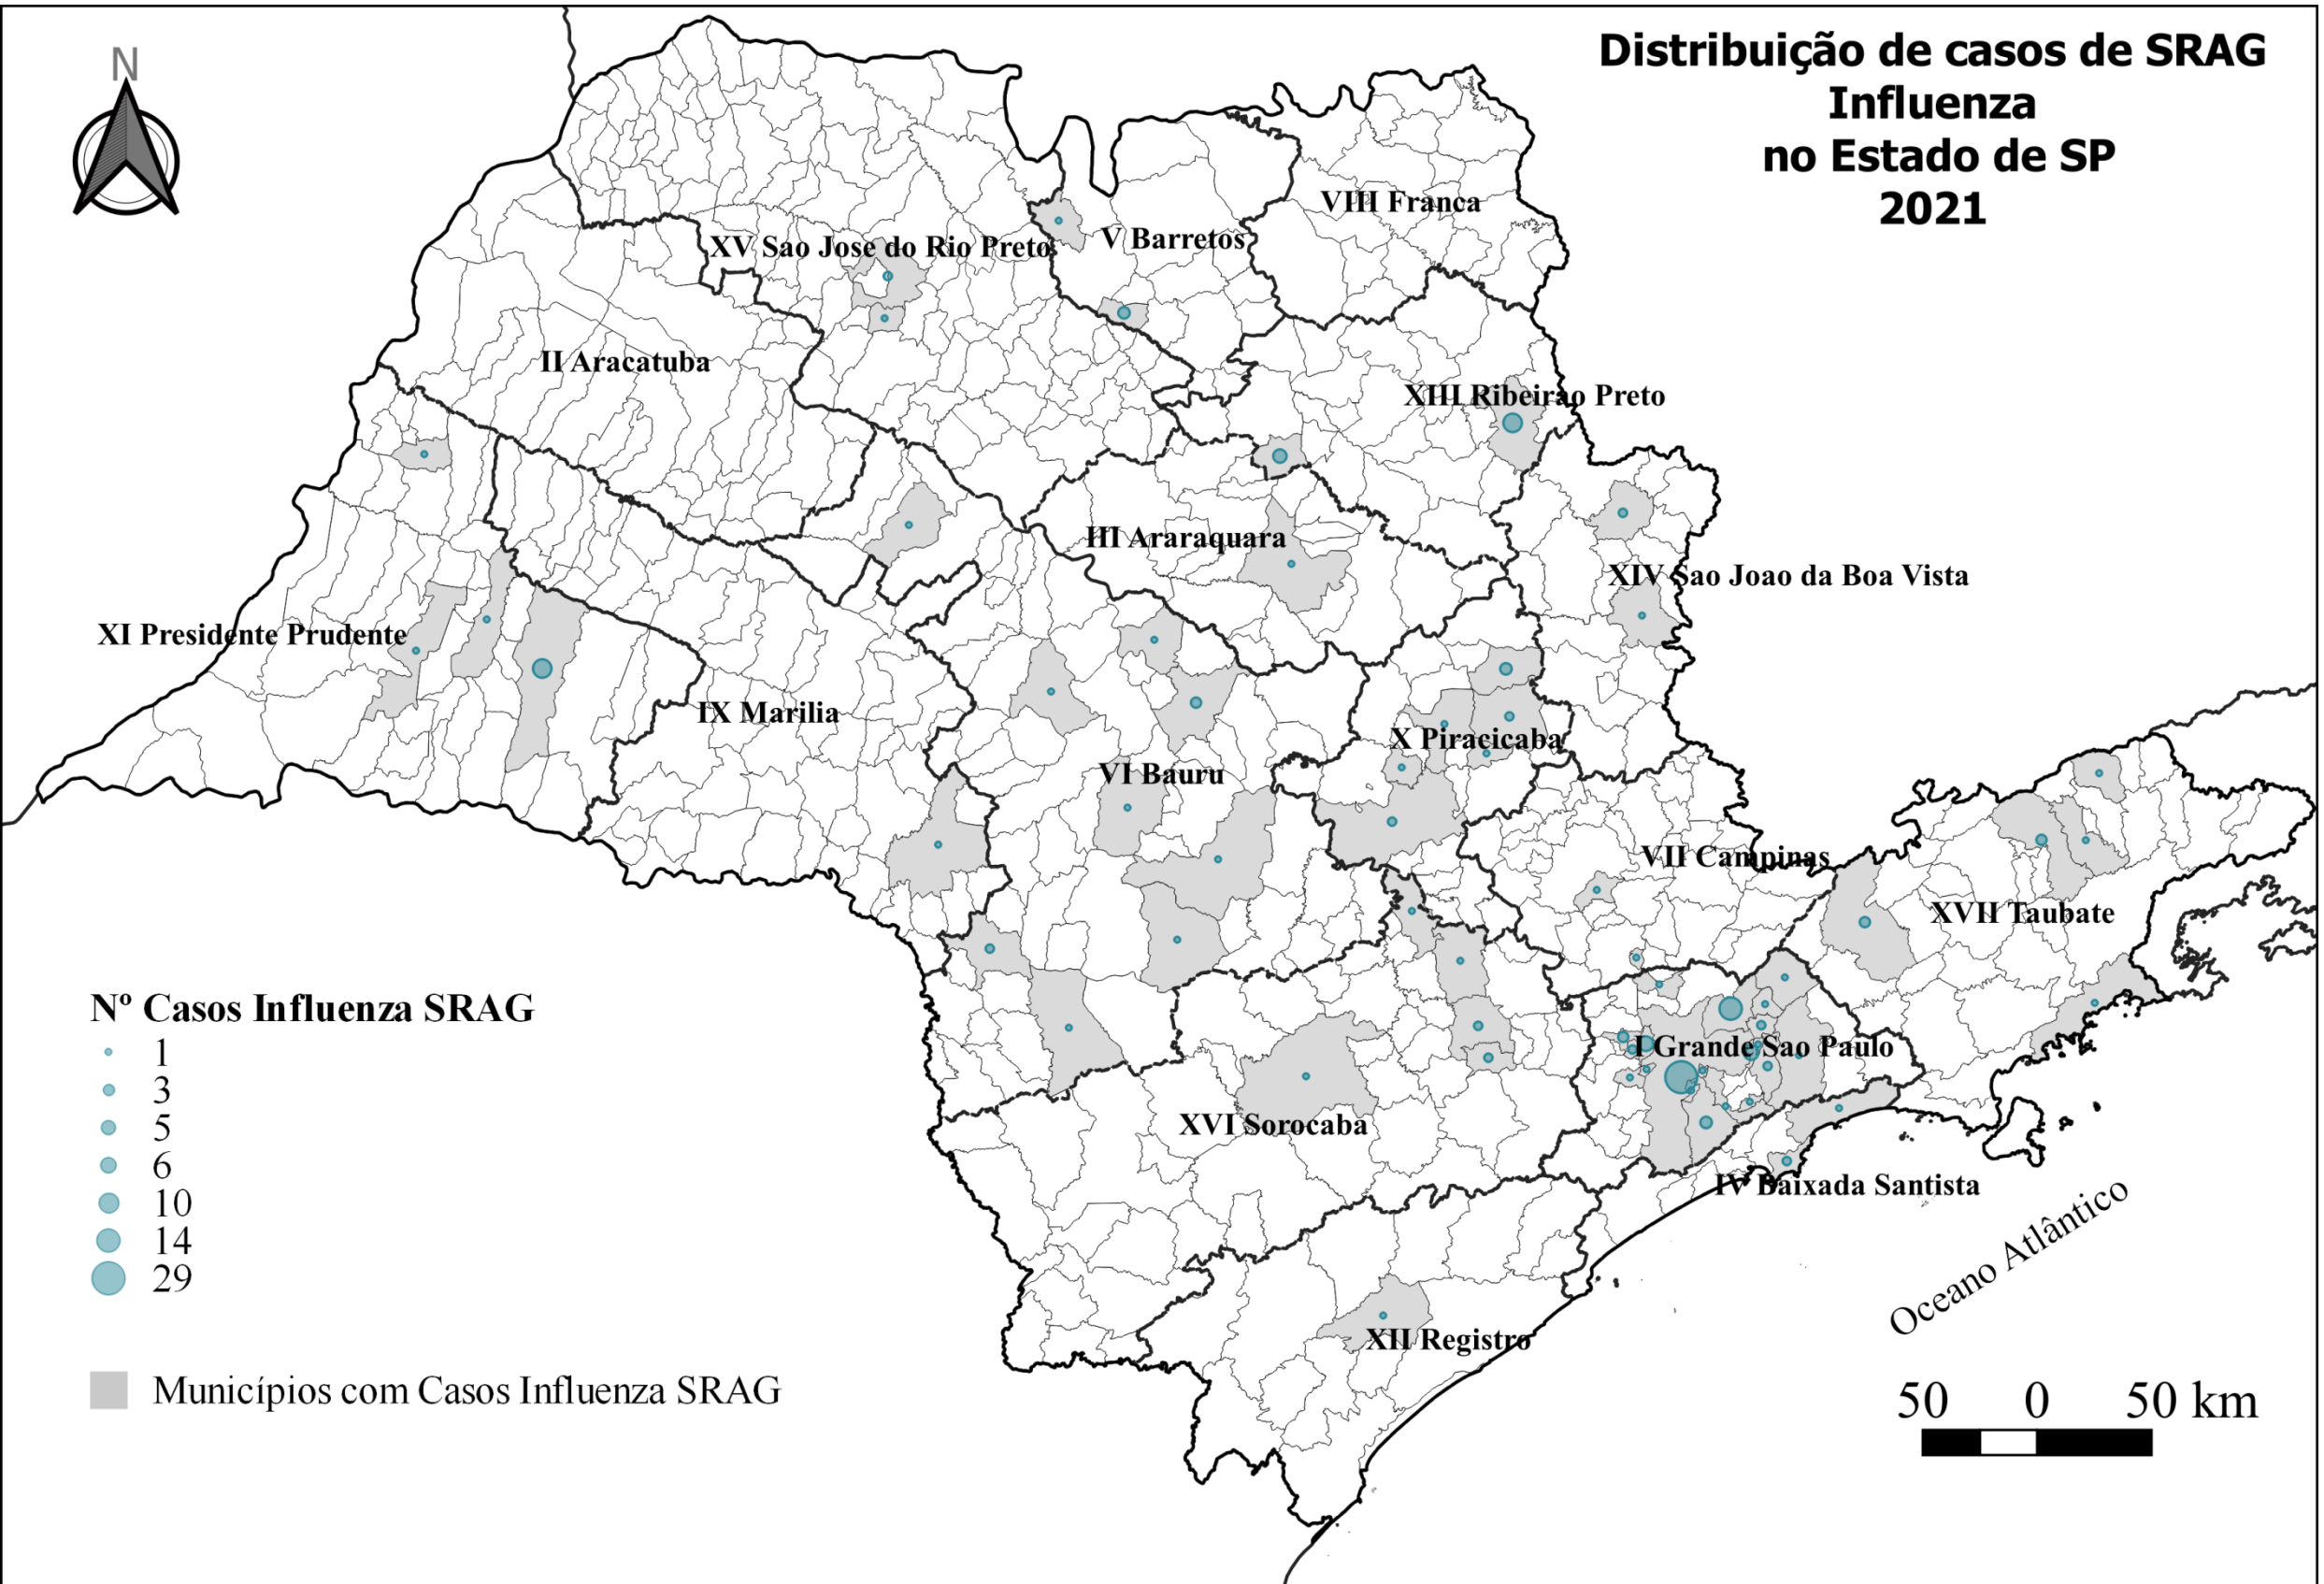 Distribuição de casos de SRAG
Influenza
no Estado de SP
2021
N
VIII Franca
V Barretos
XV Sao Jose do Rio Preto
II Aracatuba
XIII Ribeirao Preto
III Araraquara
XIV Sao Joao da Boa Vista
XI Presidente Prudente
IX Marilia
X Piracicaba
VI Bauru
VII Campinas
XVII Taubate
I Grande Sao Paulo
XVI Sorocaba
IV Baixada Santista
XII Registro
Oceano Atlântico
Nº Casos Influenza SRAG
1
3
5
6
10
14
29
Municípios com Casos Influenza SRAG
50 0 50 km